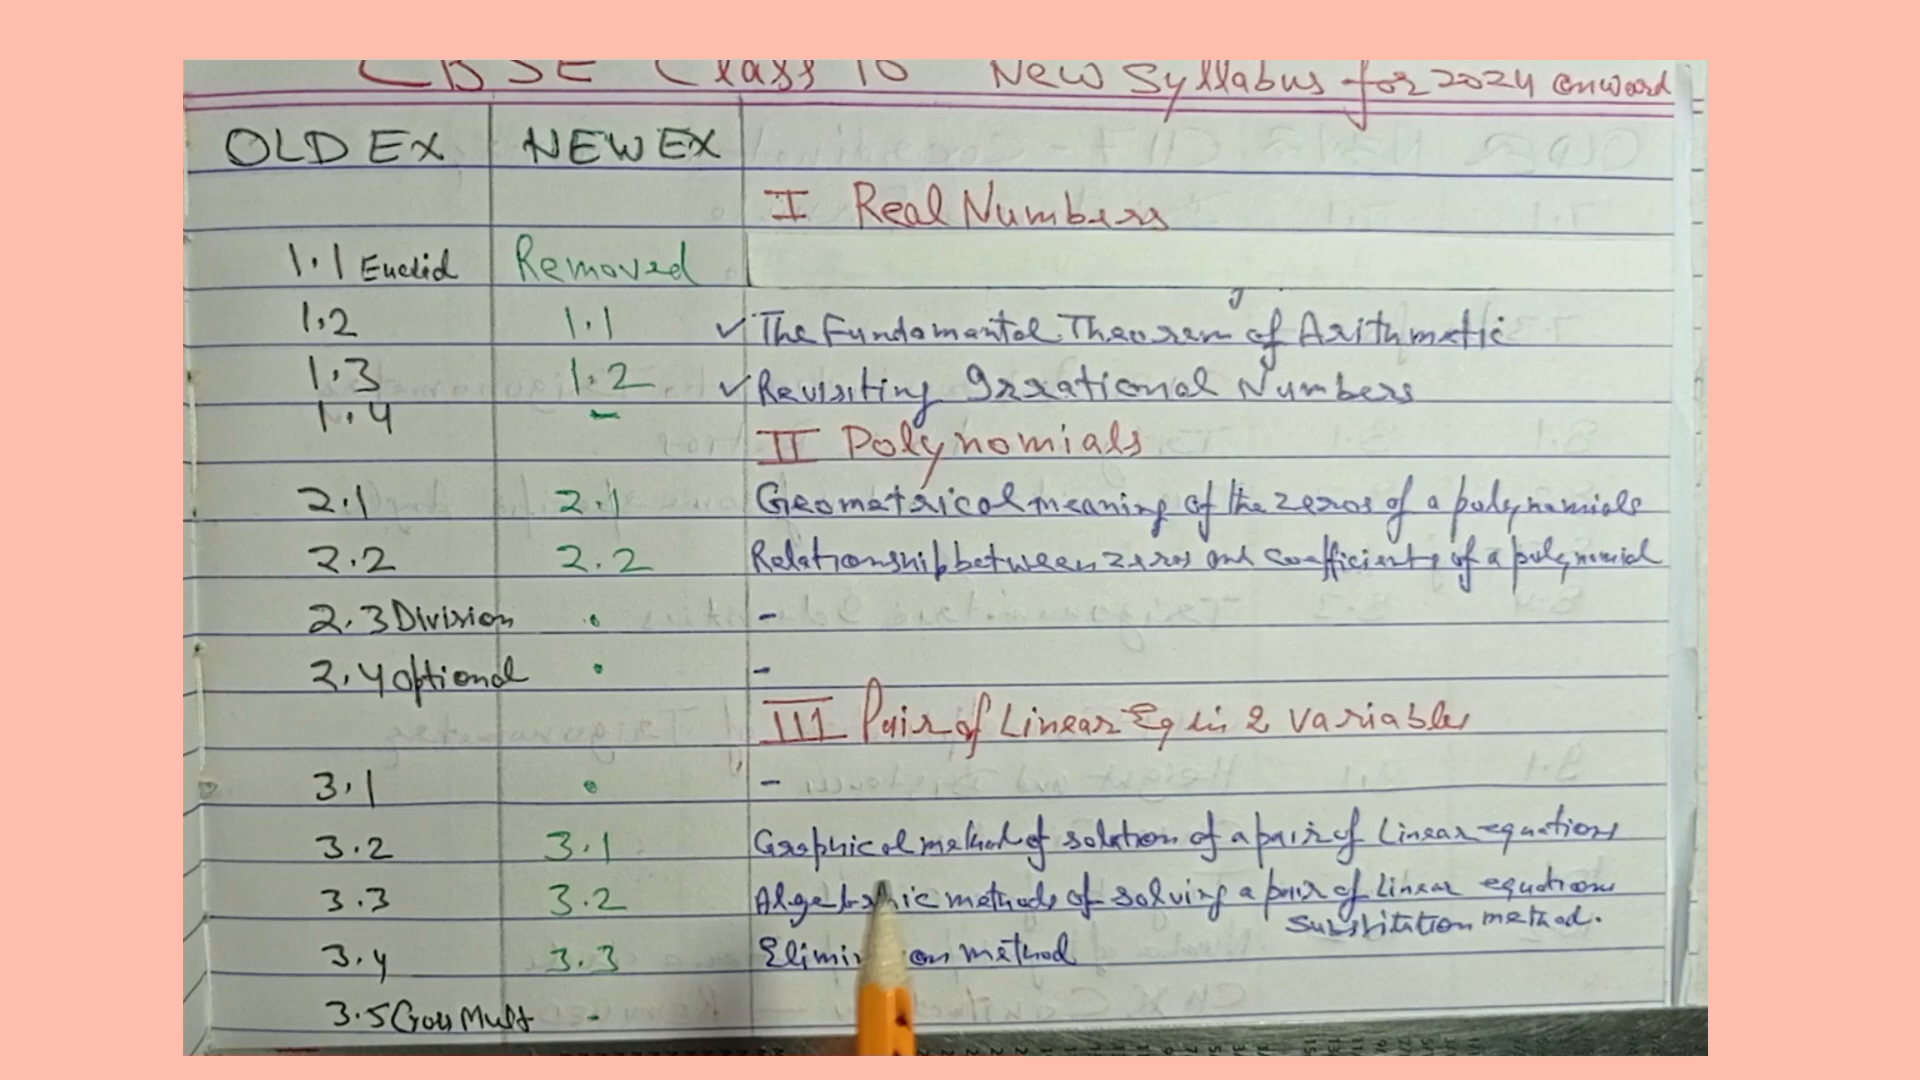 CBSE Class 10 New Syllabus for 2024 onward
OLD EX NEW EX
I Real Numbers
1.1 Euclid Removed
1.2 1.1 ✓ The Fundamantal Theorem of Arithmetic
1.3 1.2 ✓ Revisiting Irrational Numbers
1.4 -
II Polynomials
2.1 2.1 Geometrical meaning of the zeros of a polynomials
2.2 2.2 Relationship between zeros and coefficients of a polynomial
2.3 Division . -
2.4 Optional . -
III Pair of Linear Eq in 2 variables
3.1 . -
3.2 3.1 Graphical method of solution of a pair of Linear equations
3.3 3.2 Algebraic methods of solving a pair of linear equations
Substitution method.
3.4 3.3 Elimi on method
3.5 Cross Mult -